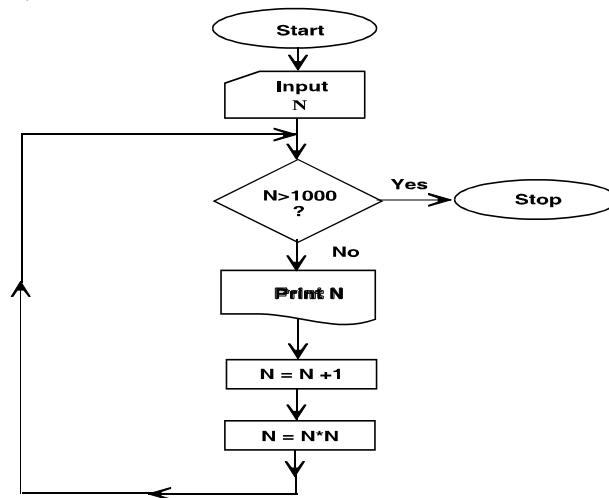 Start
Input
N
N>1000
?
Yes
Stop
No
Print N
N = N +1
N = N*N